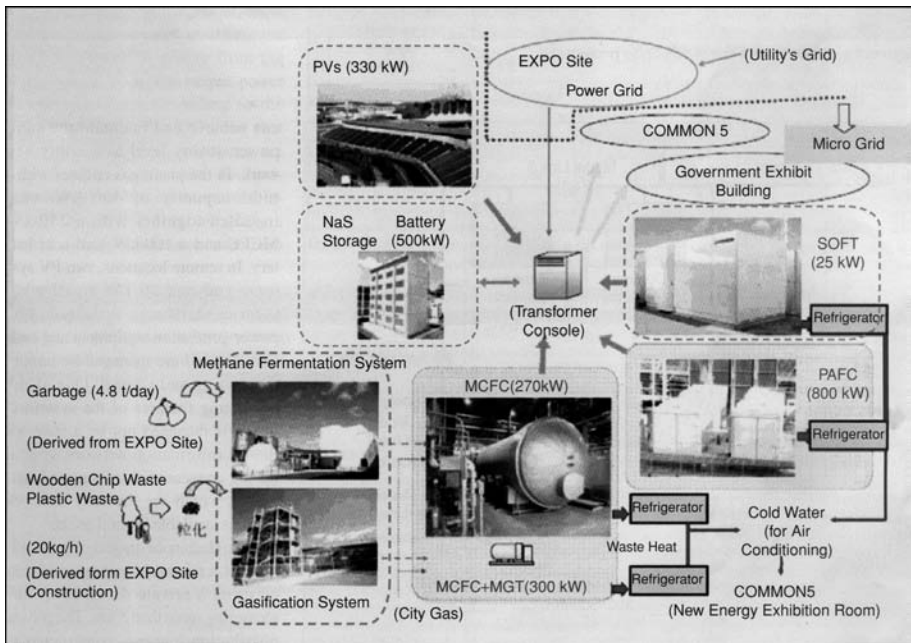 PVs (330 kW)
EXPO Site
Power Grid
(Utility's Grid)
COMMON 5
Micro Grid
Government Exhibit
Building
NaS Battery
Storage (500kW)
(Transformer
Console)
SOFT
(25 kW)
Refrigerator
PAFC
(800 kW)
Refrigerator
Methane Fermentation System
Garbage (4.8 t/day)
(Derived from EXPO Site)
Wooden Chip Waste
Plastic Waste
粒化
(20kg/h)
(Derived form EXPO Site
Construction)
Gasification System
MCFC(270kW)
MCFC+MGT(300 kW)
(City Gas)
Refrigerator
Waste Heat
Refrigerator
Cold Water
(for Air
Conditioning)
COMMON5
(New Energy Exhibition Room)